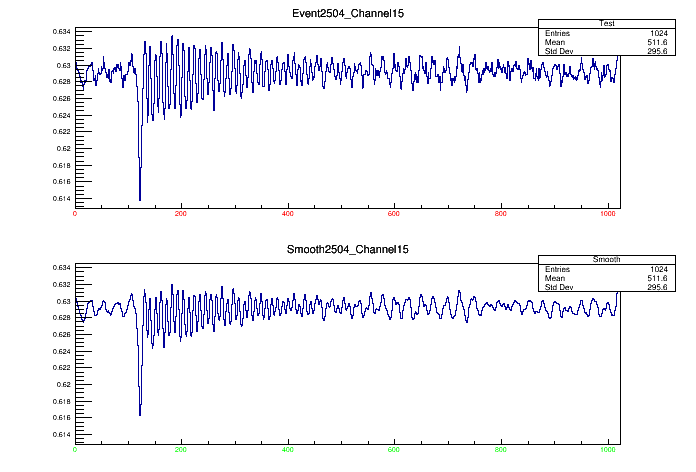 Event2504_Channel15
Test
Entries 1024
Mean 511.6
Std Dev 295.6
0.634
0.632
0.63
0.628
0.626
0.624
0.622
0.62
0.618
0.616
0.614
0 200 400 600 800 1000
Smooth2504_Channel15
Smooth
Entries 1024
Mean 511.6
Std Dev 295.6
0.634
0.632
0.63
0.628
0.626
0.624
0.622
0.62
0.618
0.616
0.614
0 200 400 600 800 1000